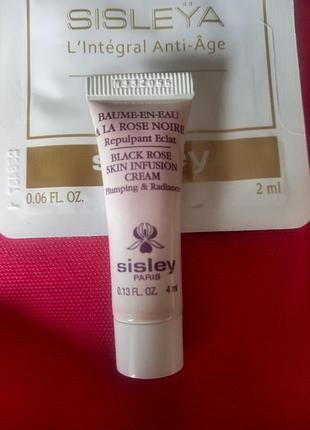 SISLEŸA
L'Intégral Anti-Âge
BAUME-EN-EAU
À LA ROSE NOIRE
Repulpant Eclat
BLACK ROSE
SKIN INFUSION
CREAM
Plumping & Radiance
sisley
PARIS
0.13 FL. OZ. 4 ml
0.06 FL. OZ.
2 ml